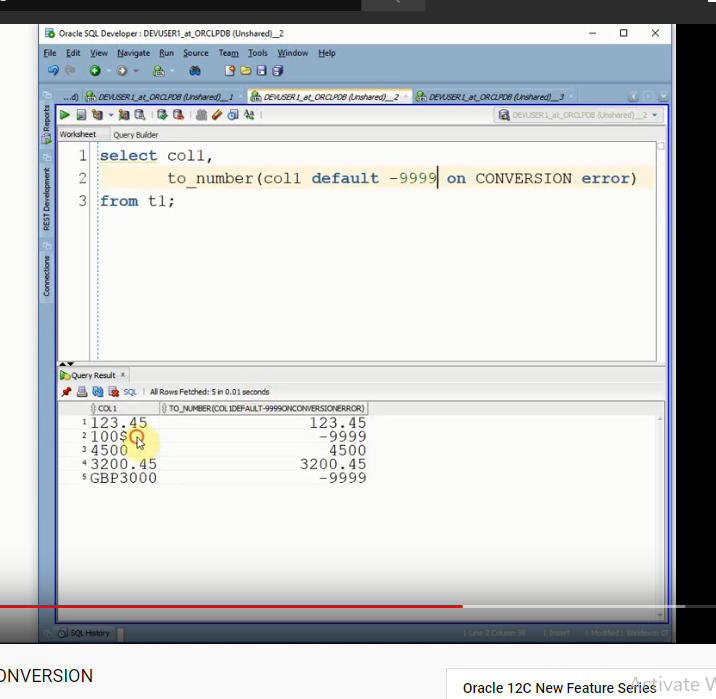 Oracle SQL Developer : DEVUSER1_at_ORCLPDB (Unshared)__2
File Edit View Navigate Run Source Team Tools Window Help
...d) DEVUSER1_at_ORCLPDB (Unshared)__1 DEVUSER1_at_ORCLPDB (Unshared)__2 DEVUSER1_at_ORCLPDB (Unshared)__3
DEVUSER1_at_ORCLPDB (Unshared)__2
Reports
REST Development
Connections
Worksheet Query Builder
1 select col1,
2 to_number(col1 default -9999 on CONVERSION error)
3 from t1;
Query Result ×
SQL | All Rows Fetched: 5 in 0.01 seconds
COL1 TO_NUMBER(COL1DEFAULT-9999ONCONVERSIONERROR)
1 123.45 123.45
2 100$ -9999
3 4500 4500
4 3200.45 3200.45
5 GBP3000 -9999
SQL History
Line 2 Column 36 | Insert | Modified | Windows: C
ONVERSION
Oracle 12C New Feature Series
Activate W